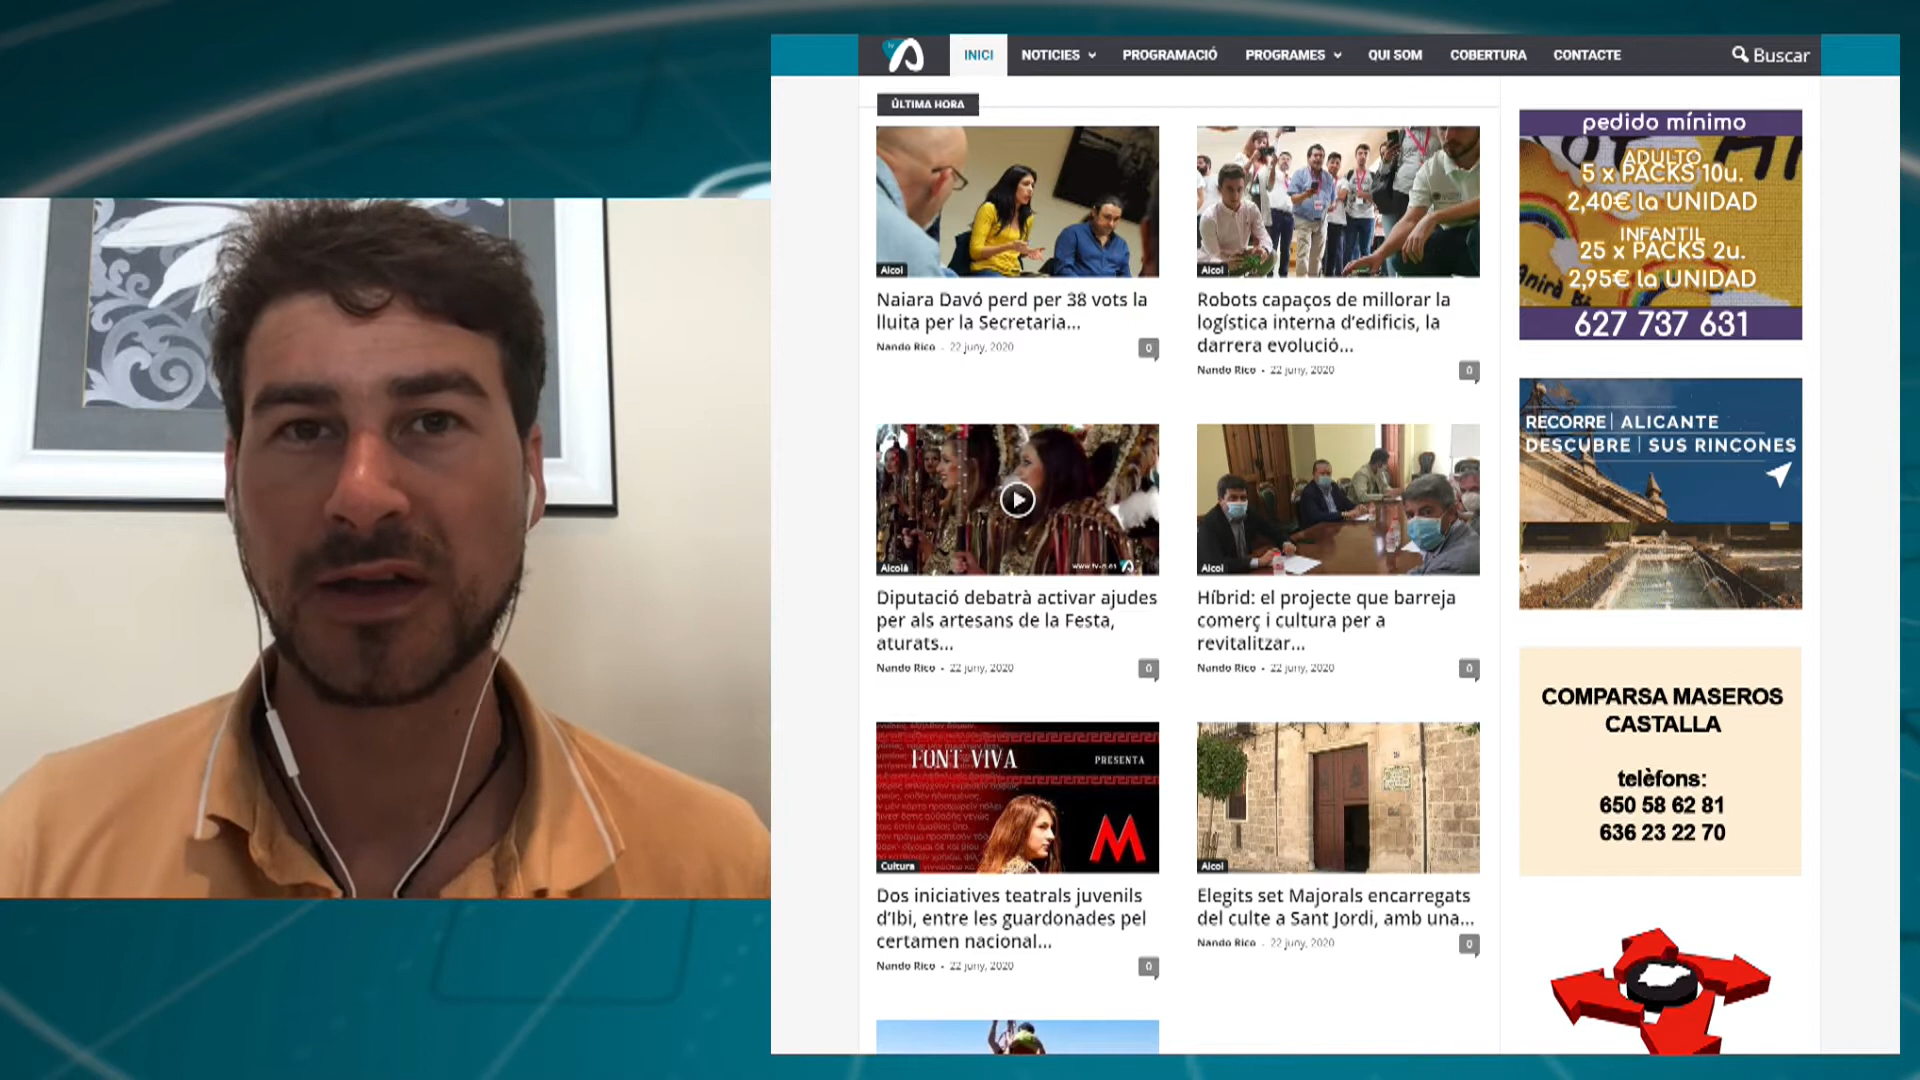 INICI
NOTICIES
PROGRAMACIÓ
PROGRAMES
QUI SOM
COBERTURA
CONTACTE
Buscar
ÚLTIMA HORA
Alcoi
Naiara Davó perd per 38 vots la
lluita per la Secretaria...
Nando Rico - 22 juny, 2020
0
Alcoi
Robots capaços de millorar la
logística interna d'edificis, la
darrera evolució...
Nando Rico - 22 juny, 2020
0
www.tv-a.es
Alcoià
Diputació debatrà activar ajudes
per als artesans de la Festa,
aturats...
Nando Rico - 22 juny, 2020
0
Alcoi
Híbrid: el projecte que barreja
comerç i cultura per a
revitalitzar...
Nando Rico - 22 juny, 2020
0
FONT VIVA
PRESENTA
M
Cultura
Dos iniciatives teatrals juvenils
d'Ibi, entre les guardonades pel
certamen nacional...
Nando Rico - 22 juny, 2020
0
Alcoi
Elegits set Majorals encarregats
del culte a Sant Jordi, amb una...
Nando Rico - 22 juny, 2020
0
pedido mínimo
ADULTO
5 x PACKS 10u.
2,40€ la UNIDAD
INFANTIL
25 x PACKS 2u.
2,95€ la UNIDAD
627 737 631
RECORRE | ALICANTE
DESCUBRE | SUS RINCONES
COMPARSA MASEROS
CASTALLA
telèfons:
650 58 62 81
636 23 22 70